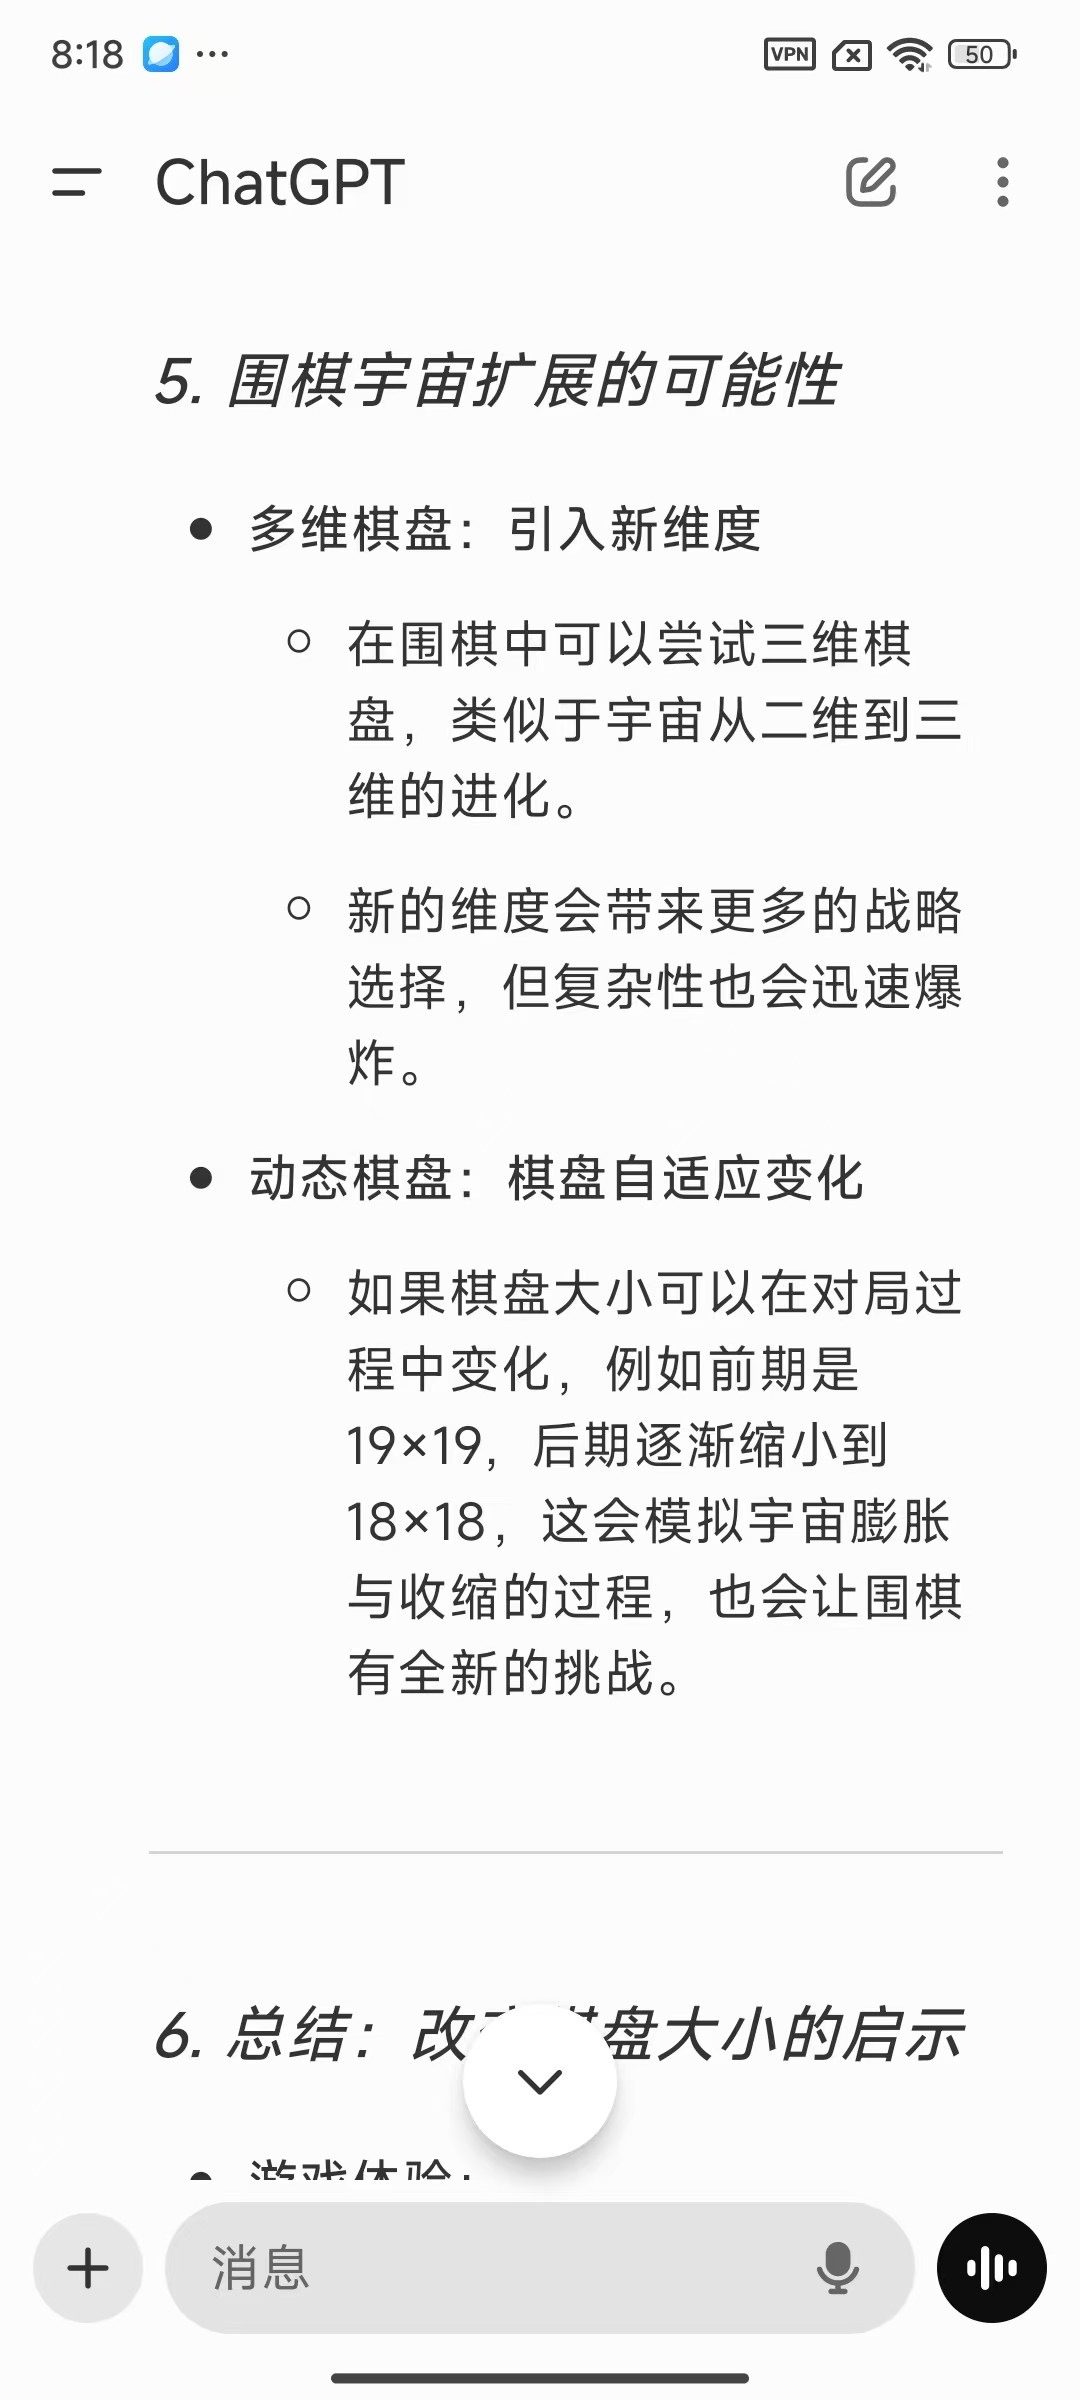 8:18
VPN
50
ChatGPT
5. 围棋宇宙扩展的可能性
多维棋盘：引入新维度
在围棋中可以尝试三维棋
盘，类似于宇宙从二维到三
维的进化。
新的维度会带来更多的战略
选择，但复杂性也会迅速爆
炸。
动态棋盘：棋盘自适应变化
如果棋盘大小可以在对局过
程中变化，例如前期是
19×19，后期逐渐缩小到
18×18，这会模拟宇宙膨胀
与收缩的过程，也会让围棋
有全新的挑战。
6. 总结：改盘大小的启示
游戏体验：
消息